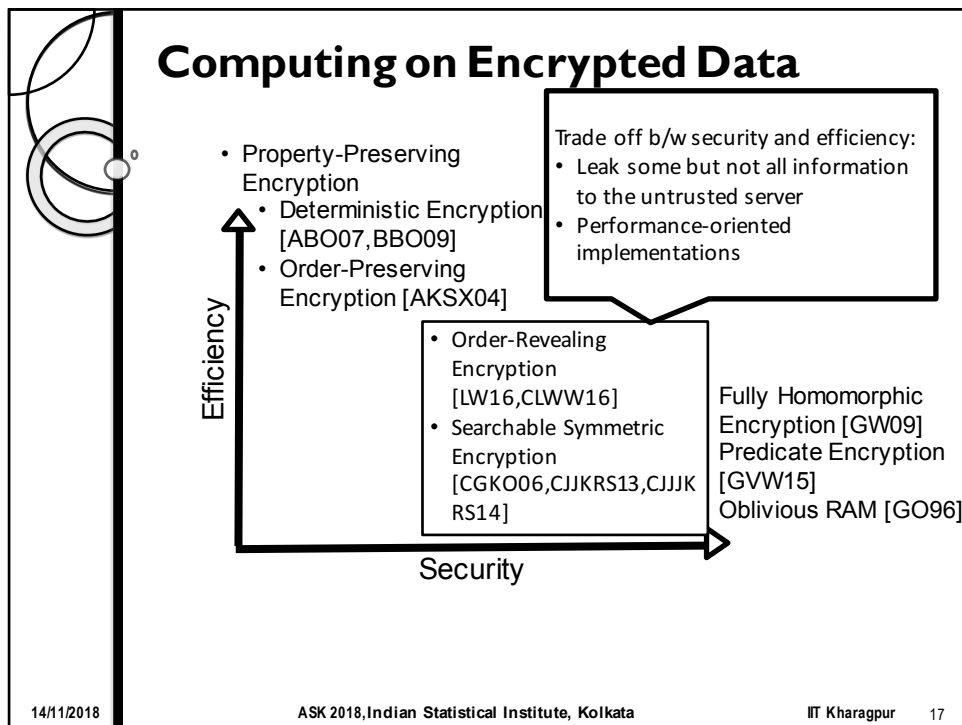 Computing on Encrypted Data
Trade off b/w security and efficiency:
• Leak some but not all information
to the untrusted server
• Performance-oriented
implementations
• Property-Preserving
Encryption
• Deterministic Encryption
[ABO07,BBO09]
• Order-Preserving
Encryption [AKSX04]
Efficiency
• Order-Revealing
Encryption
[LW16,CLWW16]
• Searchable Symmetric
Encryption
[CGKO06,CJJKRS13,CJJJK
RS14]
Fully Homomorphic
Encryption [GW09]
Predicate Encryption
[GVW15]
Oblivious RAM [GO96]
Security
14/11/2018
ASK 2018, Indian Statistical Institute, Kolkata
IIT Kharagpur
17